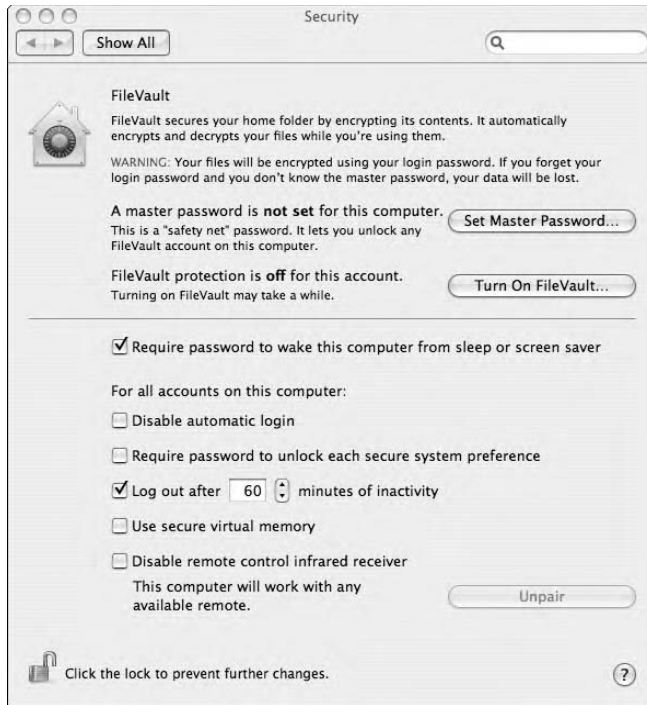 Security
Show All
FileVault
FileVault secures your home folder by encrypting its contents. It automatically
encrypts and decrypts your files while you're using them.
WARNING: Your files will be encrypted using your login password. If you forget your
login password and you don't know the master password, your data will be lost.
A master password is not set for this computer.
This is a "safety net" password. It lets you unlock any
FileVault account on this computer.
Set Master Password...
FileVault protection is off for this account.
Turning on FileVault may take a while.
Turn On FileVault...
Require password to wake this computer from sleep or screen saver
For all accounts on this computer:
Disable automatic login
Require password to unlock each secure system preference
Log out after 60 minutes of inactivity
Use secure virtual memory
Disable remote control infrared receiver
This computer will work with any
available remote.
Unpair
Click the lock to prevent further changes.
?